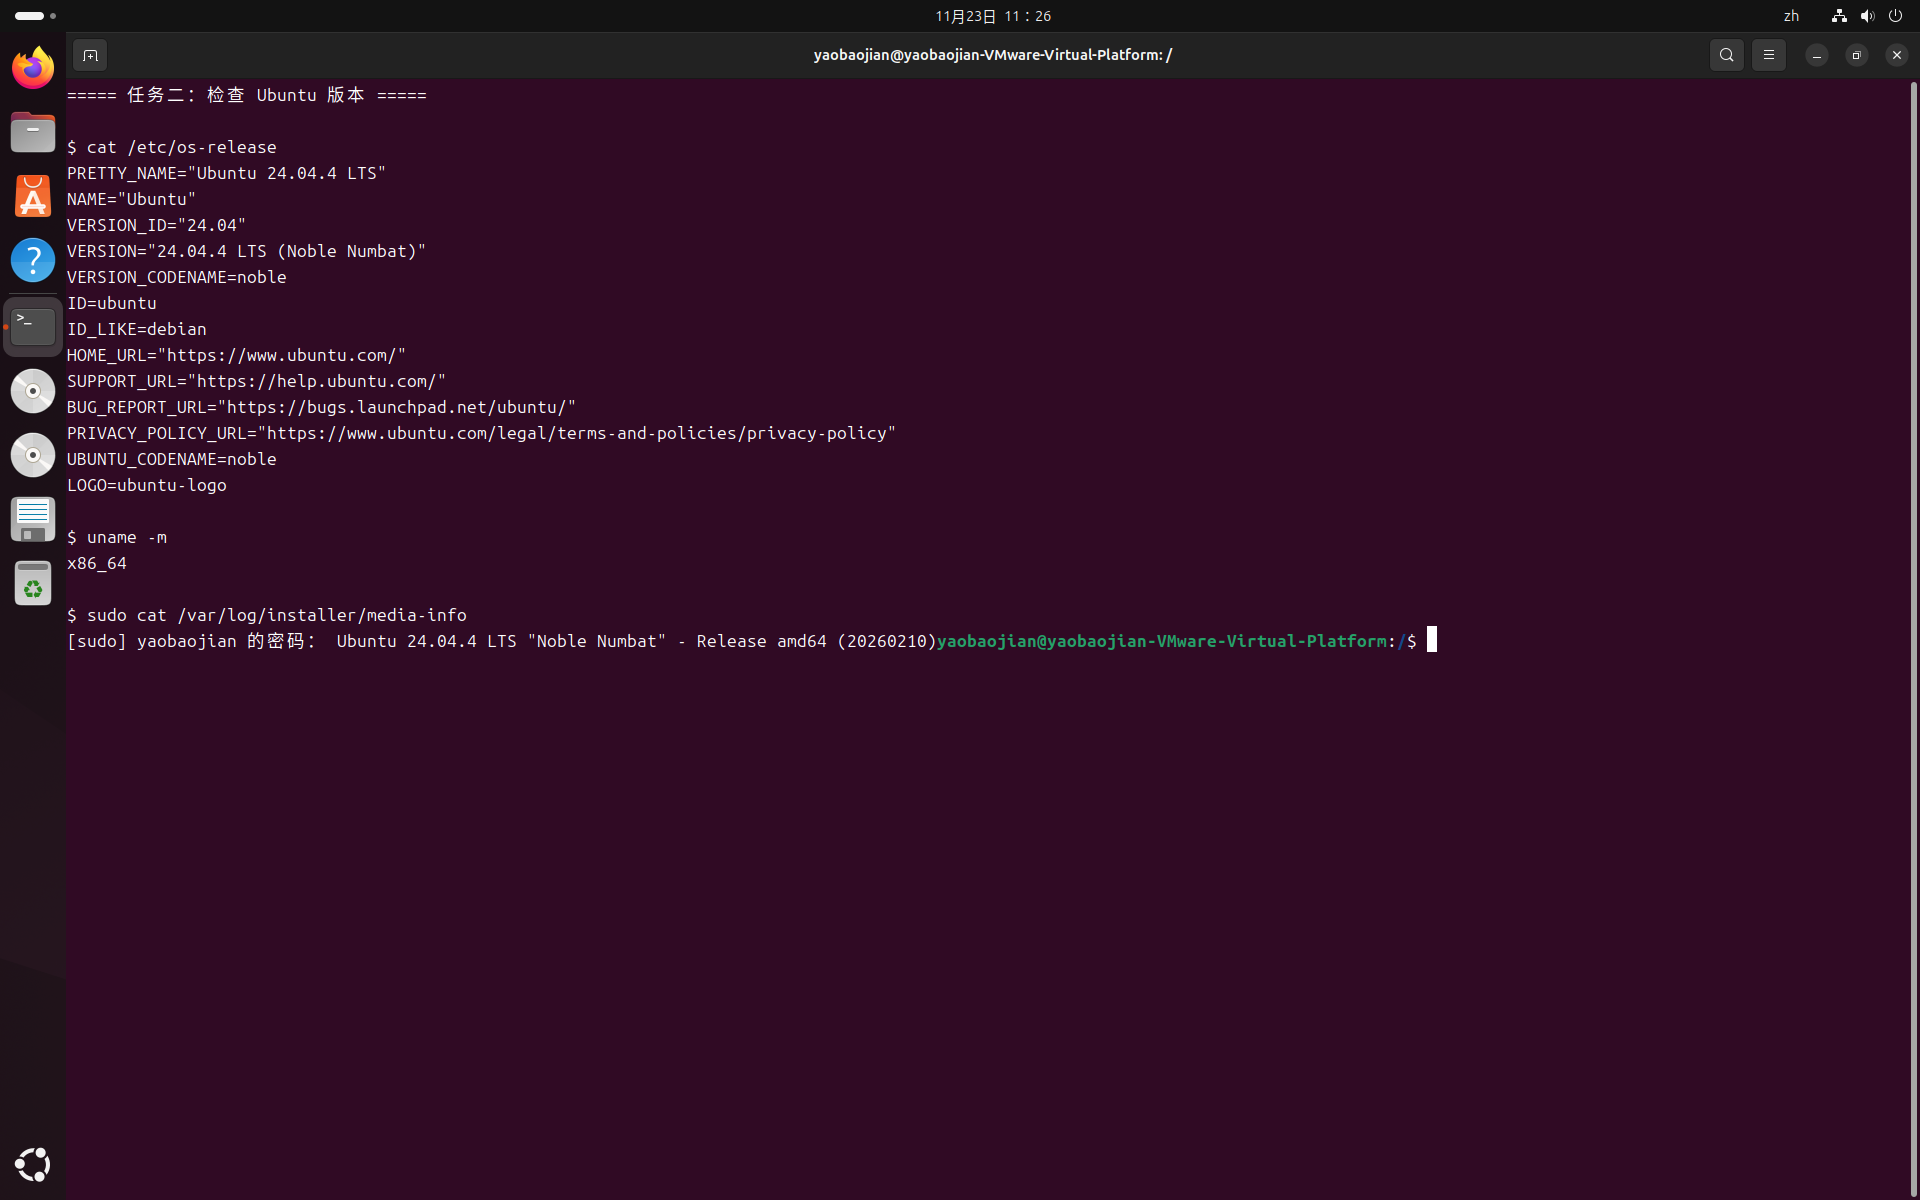 11月23日 11：26
zh
yaobaojian@yaobaojian-VMware-Virtual-Platform: /
===== 任务二：检查 Ubuntu 版本 =====
$ cat /etc/os-release
PRETTY_NAME="Ubuntu 24.04.4 LTS"
NAME="Ubuntu"
VERSION_ID="24.04"
VERSION="24.04.4 LTS (Noble Numbat)"
VERSION_CODENAME=noble
ID=ubuntu
ID_LIKE=debian
HOME_URL="https://www.ubuntu.com/"
SUPPORT_URL="https://help.ubuntu.com/"
BUG_REPORT_URL="https://bugs.launchpad.net/ubuntu/"
PRIVACY_POLICY_URL="https://www.ubuntu.com/legal/terms-and-policies/privacy-policy"
UBUNTU_CODENAME=noble
LOGO=ubuntu-logo
$ uname -m
x86_64
$ sudo cat /var/log/installer/media-info
[sudo] yaobaojian 的密码： Ubuntu 24.04.4 LTS "Noble Numbat" - Release amd64 (20260210)yaobaojian@yaobaojian-VMware-Virtual-Platform:/$